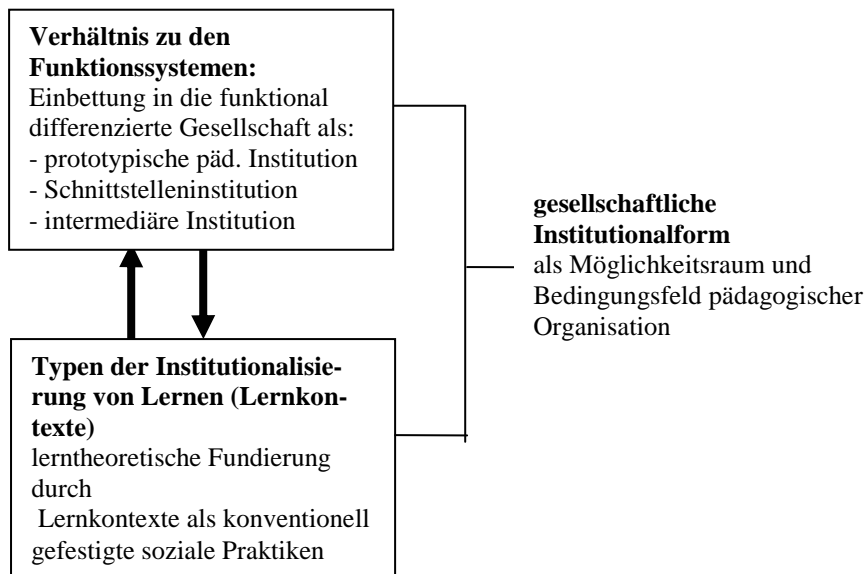 Verhältnis zu den
Funktionssystemen:
Einbettung in die funktional
differenzierte Gesellschaft als:
- prototypische päd. Institution
- Schnittstelleninstitution
- intermediäre Institution
gesellschaftliche
Institutionalform
als Möglichkeitsraum und
Bedingungsfeld pädagogischer
Organisation
Typen der Institutionalisie-
rung von Lernen (Lernkon-
texte)
lerntheoretische Fundierung
durch
Lernkontexte als konventionell
gefestigte soziale Praktiken